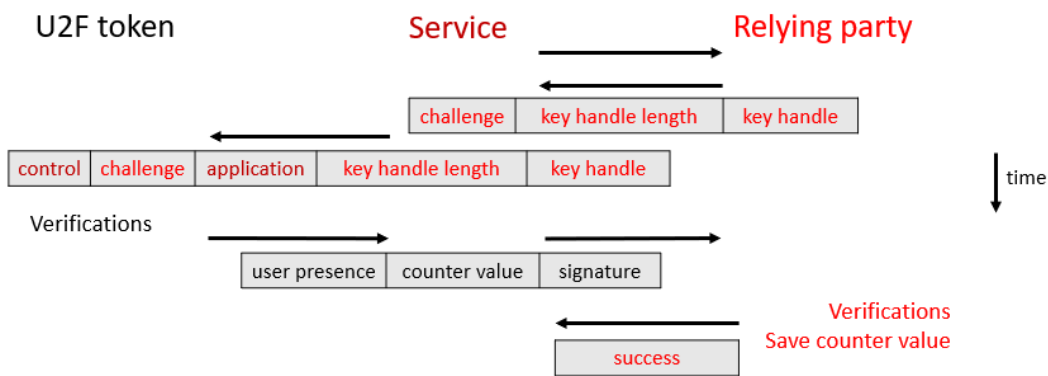 U2F token Service Relying party
challenge key handle length key handle
control challenge application key handle length key handle
time
Verifications
user presence counter value signature
Verifications
Save counter value
success